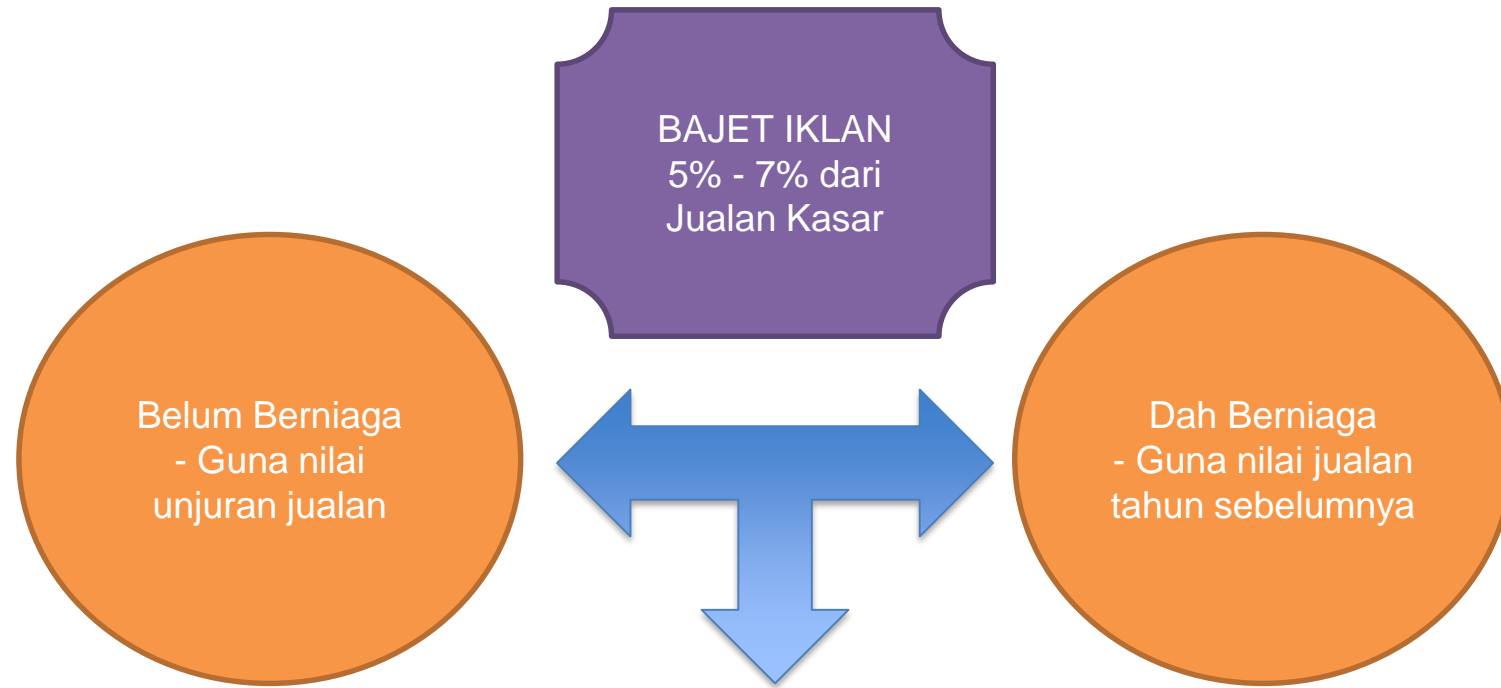 BAJET IKLAN
5% - 7% dari
Jualan Kasar
Belum Berniaga
- Guna nilai
unjuran jualan
Dah Berniaga
- Guna nilai jualan
tahun sebelumnya